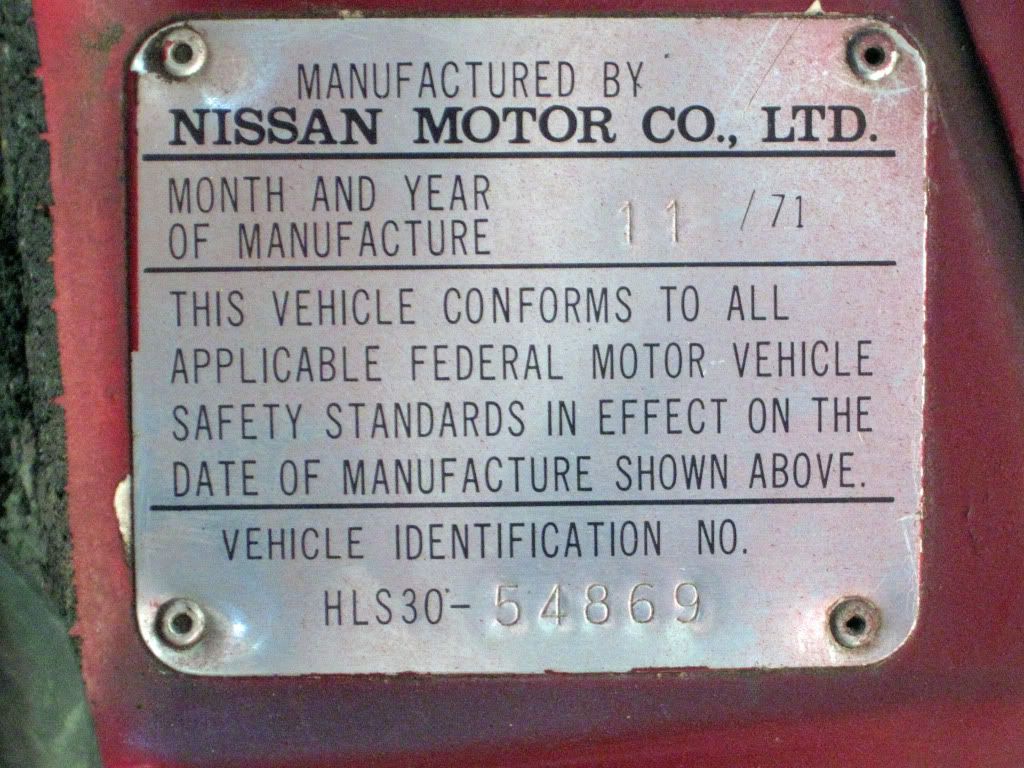 MANUFACTURED BY
NISSAN MOTOR CO., LTD.
MONTH AND YEAR
OF MANUFACTURE 11 /71
THIS VEHICLE CONFORMS TO ALL
APPLICABLE FEDERAL MOTOR VEHICLE
SAFETY STANDARDS IN EFFECT ON THE
DATE OF MANUFACTURE SHOWN ABOVE.
VEHICLE IDENTIFICATION NO.
HLS30-54869